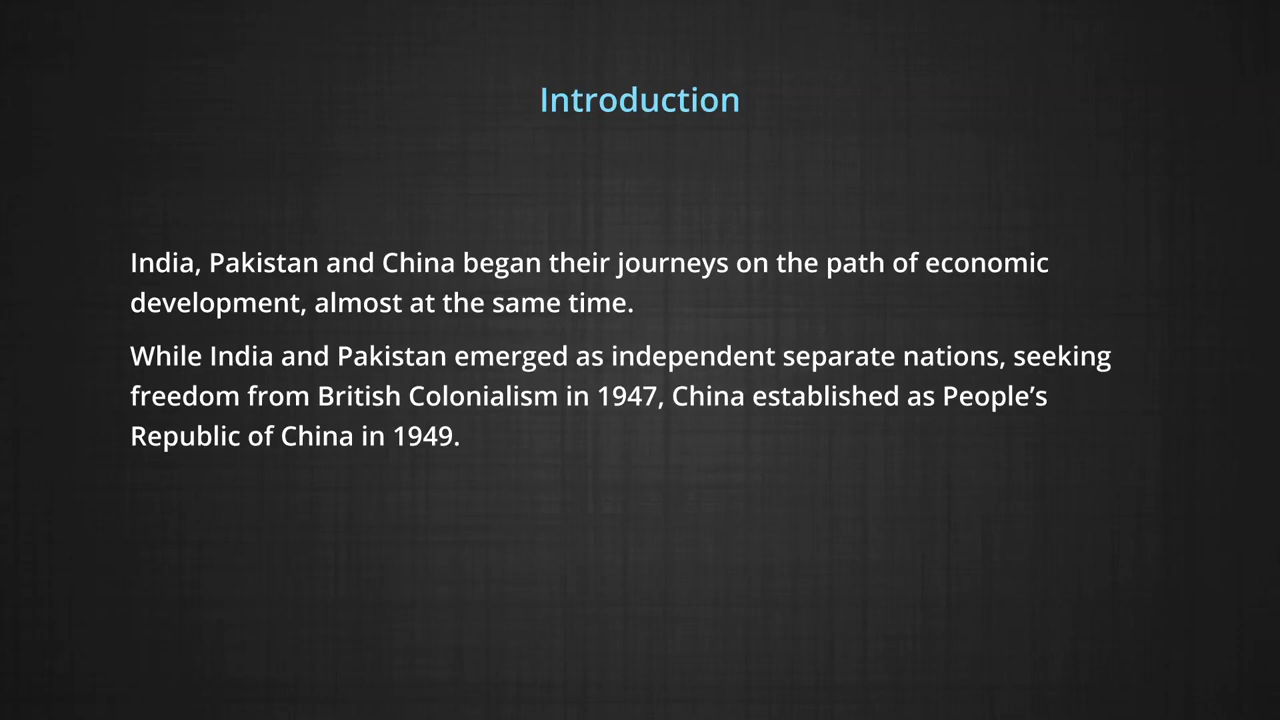 Introduction
India, Pakistan and China began their journeys on the path of economic
development, almost at the same time.
While India and Pakistan emerged as independent separate nations, seeking
freedom from British Colonialism in 1947, China established as People’s
Republic of China in 1949.